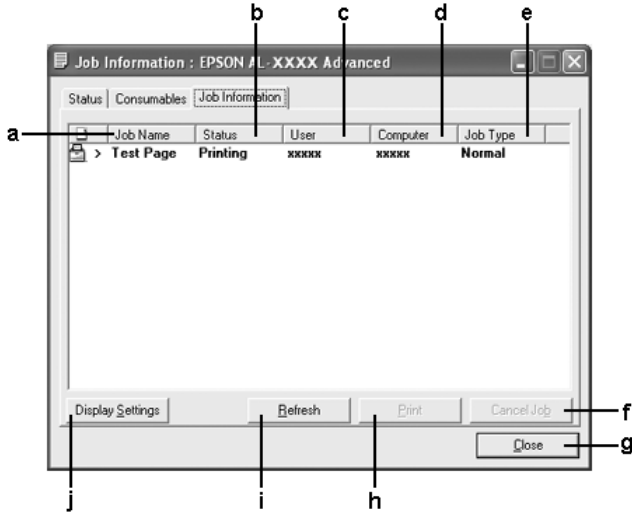 b c d e
Job Information : EPSON AL-XXXX Advanced
Status Consumables Job Information
a
Job Name Status User Computer Job Type
> Test Page Printing xxxxx xxxxx Normal
Display Settings Refresh Print Cancel Job
f
Close
g
j i h